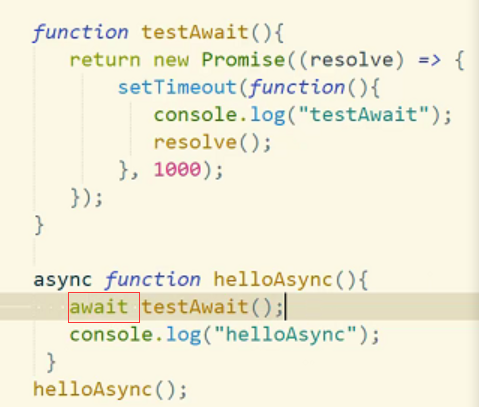 function testAwait(){
return new Promise((resolve) => {
setTimeout(function(){
console.log("testAwait");
resolve();
}, 1000);
});
}
async function helloAsync(){
await testAwait();
console.log("helloAsync");
}
helloAsync();